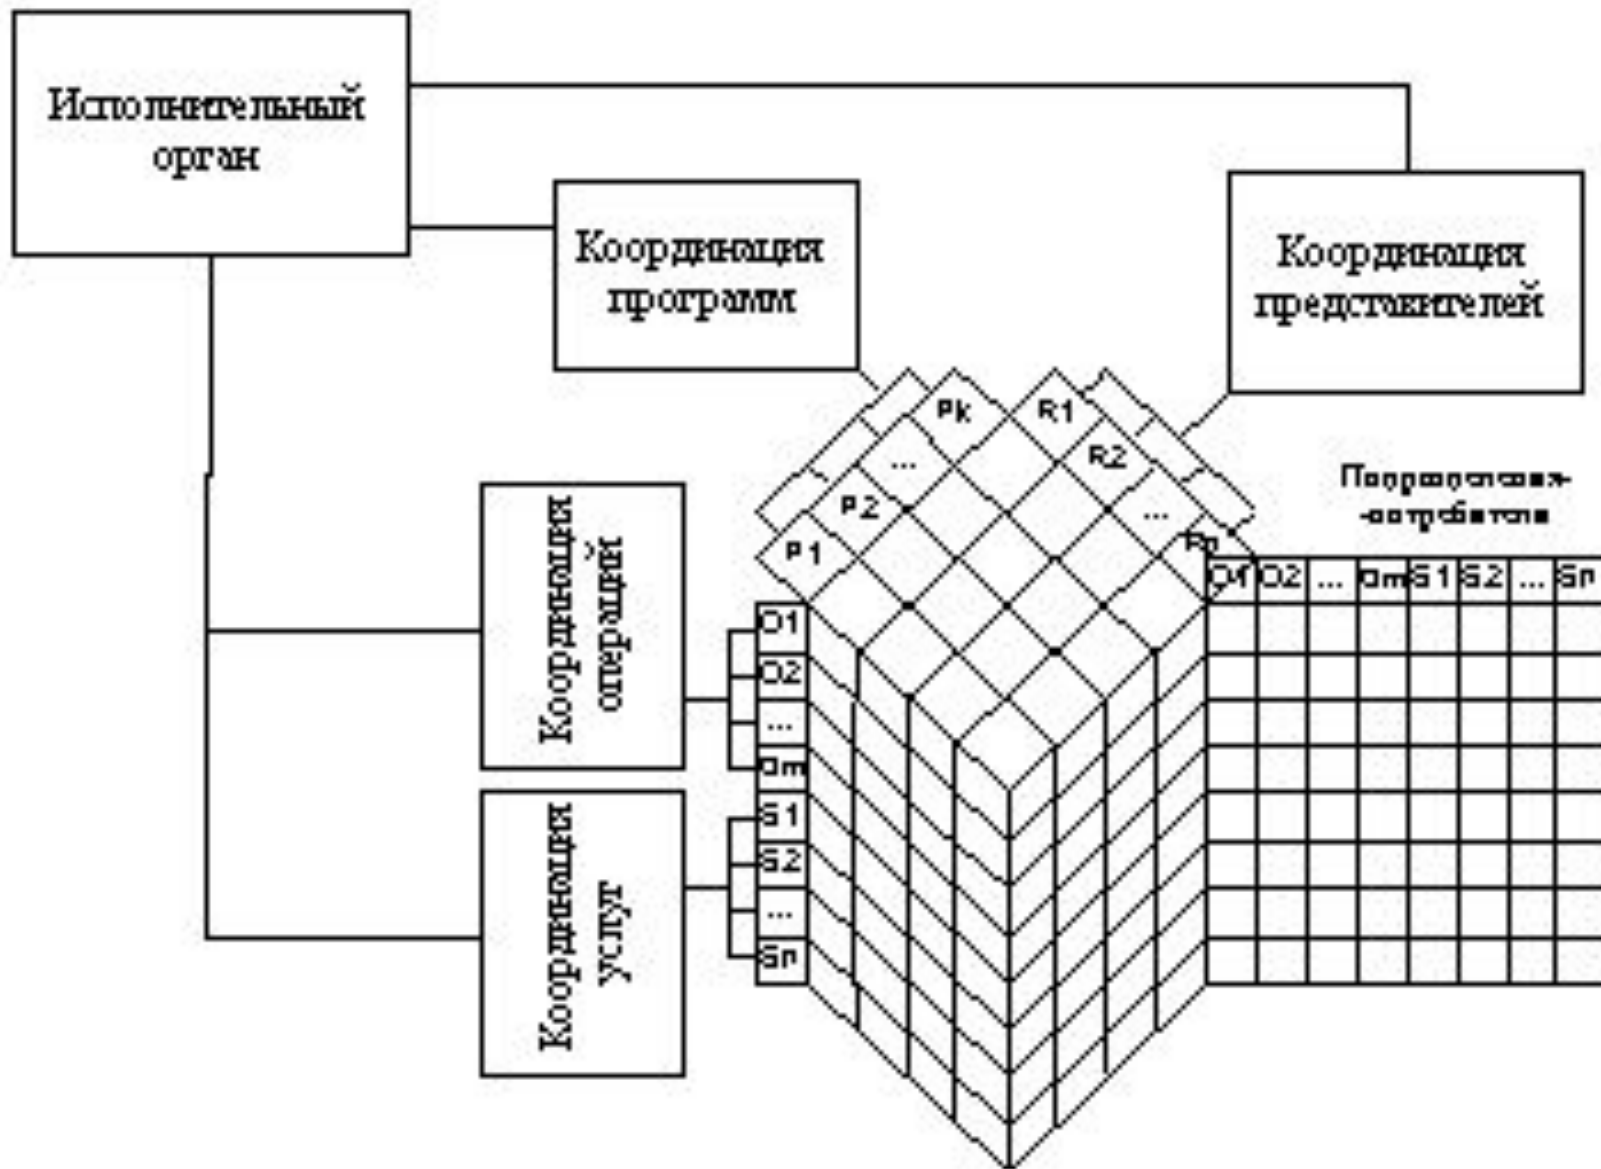 Исполнительный
орган
Координация
программ
Координация
представителей
Pk
R1
...
R2
P2
...
P1
Rn
Координация
операций
O1
O2
...
Om
Координация
услуг
S1
S2
...
Sn
O1 O2 ... Om S1 S2 ... Sn